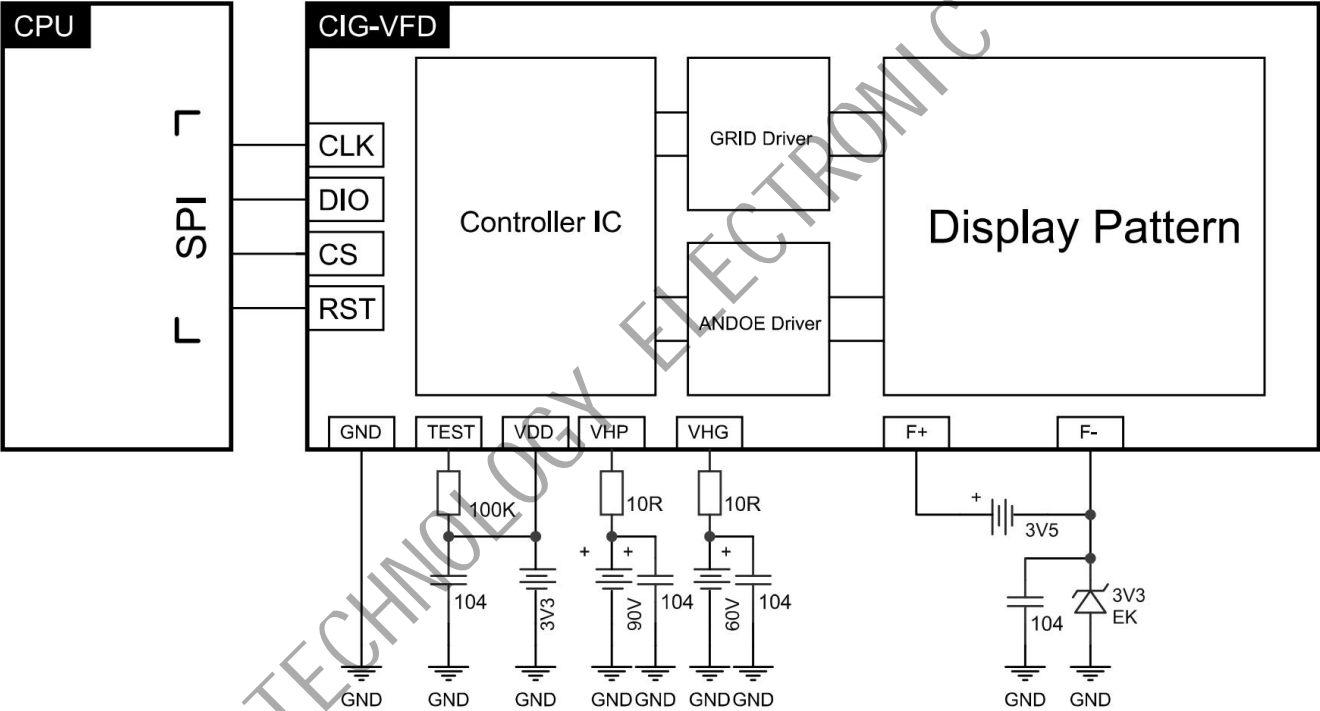 CPU
CIG-VFD
SPI
CLK
DIO
CS
RST
Controller IC
GRID Driver
ANDOE Driver
Display Pattern
GND
TEST
VDD
VHP
VHG
F+
F-
100K
10R
10R
+
3V5
+
+
+
104
3V3
90V
104
60V
104
104
3V3
EK
GND
GND
GND
GND
GND
GND
GND
GND
GND
TECHNOLOGY ELECTRONIC